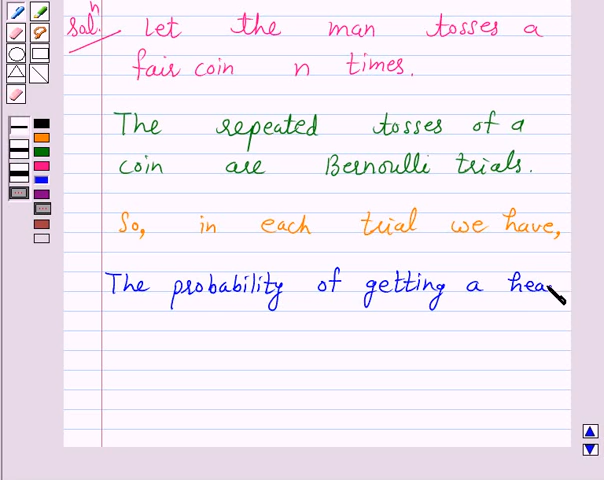 Solⁿ. Let the man tosses a
fair coin n times.
The repeated tosses of a
coin are Bernoulli trials.
So, in each trial we have,
The probability of getting a hea